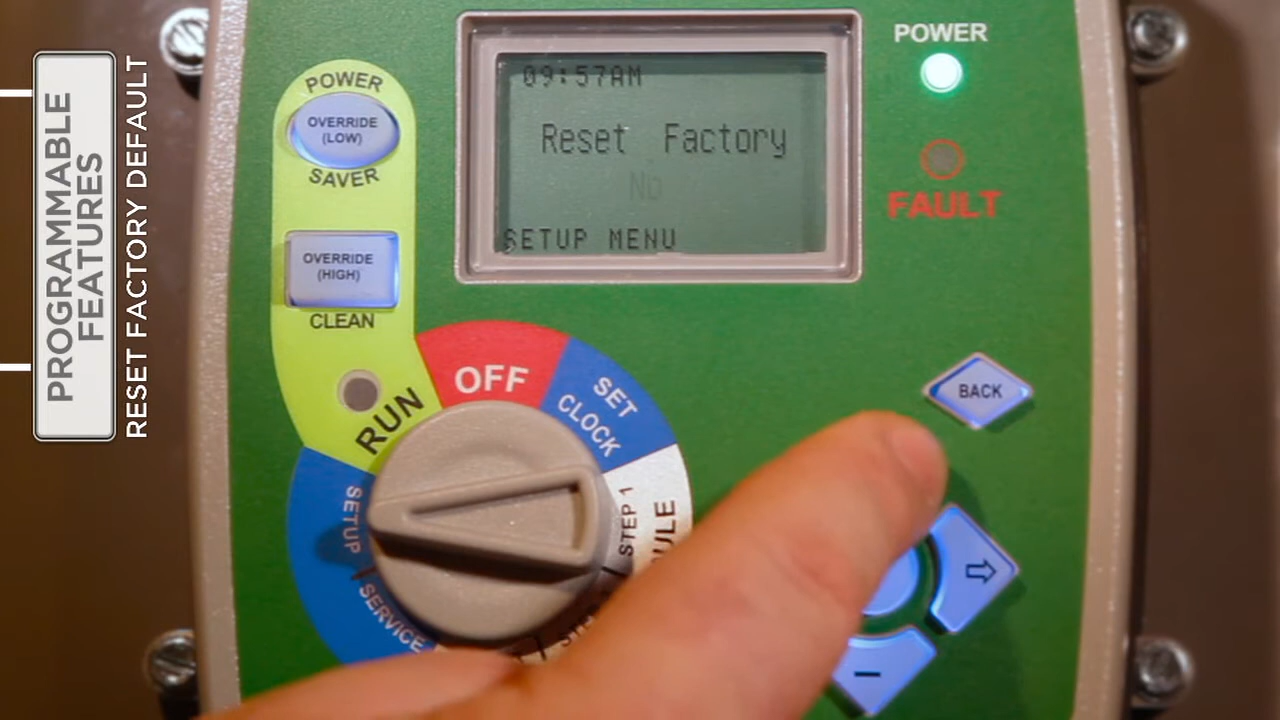 PROGRAMMABLE
FEATURES
RESET FACTORY DEFAULT
POWER
OVERRIDE
(LOW)
SAVER
OVERRIDE
(HIGH)
CLEAN
RUN
OFF
SET
CLOCK
STEP 1
SETUP
SERVICE
09:57AM
Reset Factory
No
SETUP MENU
POWER
FAULT
BACK